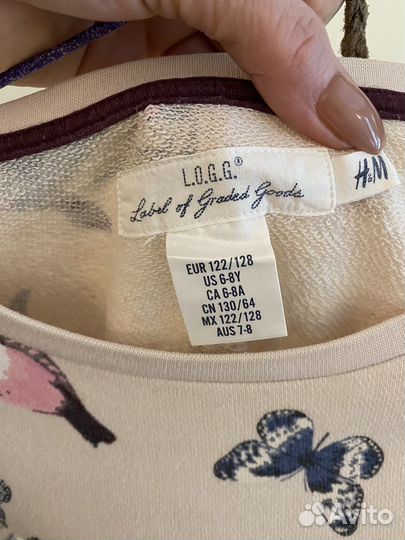 L.O.G.G.®
Label of Graded Goods
H&M
EUR 122/128
US 6-8Y
CA 6-8A
CN 130/64
MX 122/128
AUS 7-8
Avito